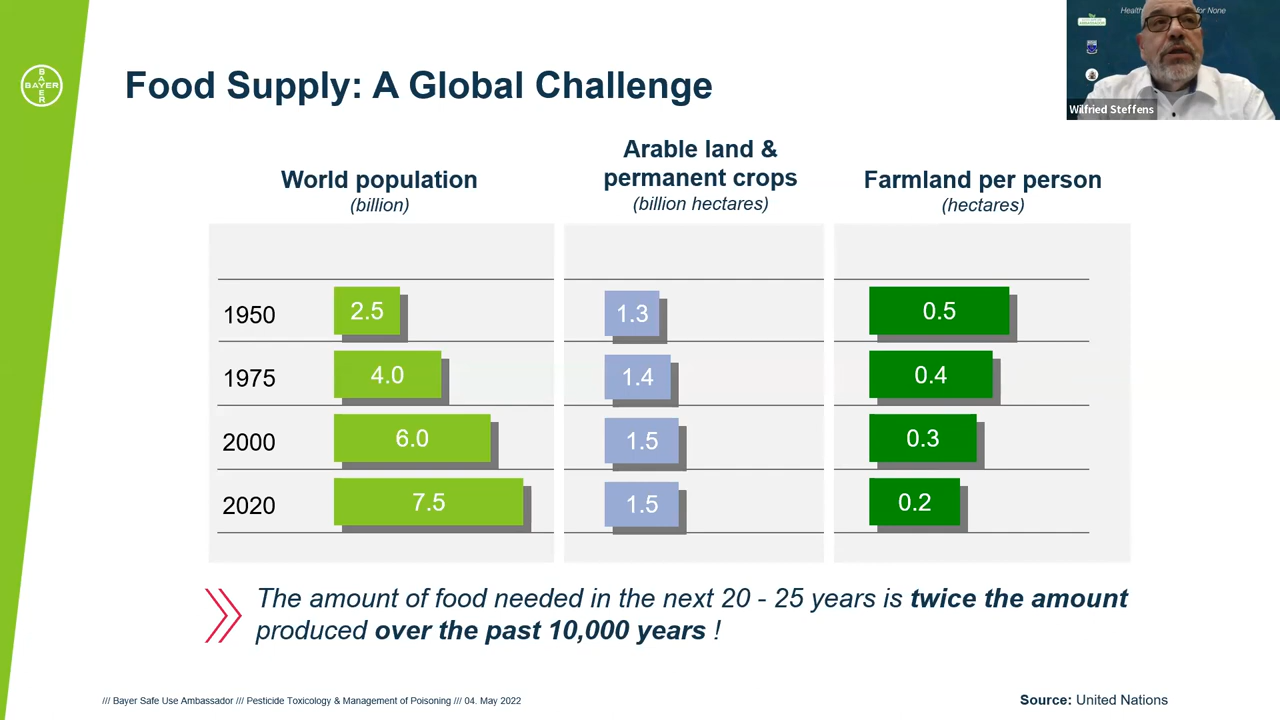 Health
for None
BAYER
BAYER
Wilfried Steffens
Food Supply: A Global Challenge
World population
(billion)
Arable land &
permanent crops
(billion hectares)
Farmland per person
(hectares)
1950 2.5 1.3 0.5
1975 4.0 1.4 0.4
2000 6.0 1.5 0.3
2020 7.5 1.5 0.2
The amount of food needed in the next 20 - 25 years is twice the amount
produced over the past 10,000 years !
/// Bayer Safe Use Ambassador /// Pesticide Toxicology & Management of Poisoning /// 04. May 2022
Source: United Nations